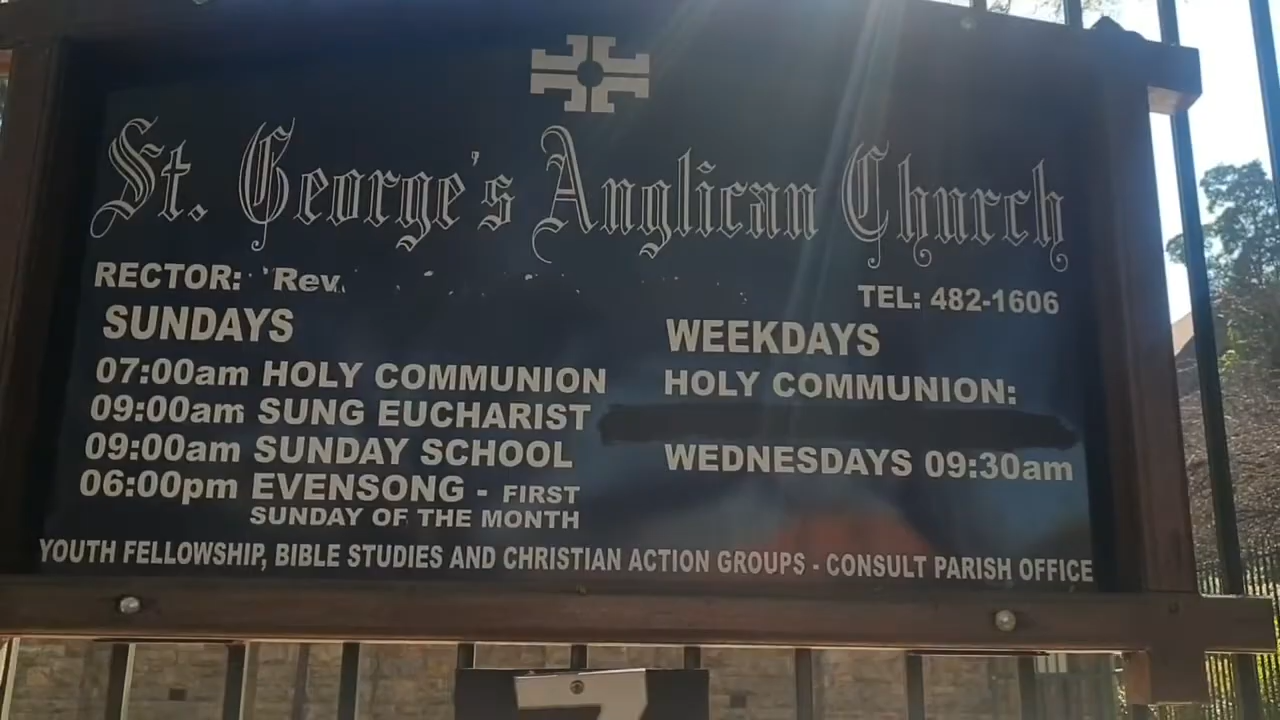 St. George's Anglican Church
RECTOR: Rev.
TEL: 482-1606
SUNDAYS
07:00am HOLY COMMUNION
09:00am SUNG EUCHARIST
09:00am SUNDAY SCHOOL
06:00pm EVENSONG - FIRST
SUNDAY OF THE MONTH
WEEKDAYS
HOLY COMMUNION:
WEDNESDAYS 09:30am
YOUTH FELLOWSHIP, BIBLE STUDIES AND CHRISTIAN ACTION GROUPS - CONSULT PARISH OFFICE
7